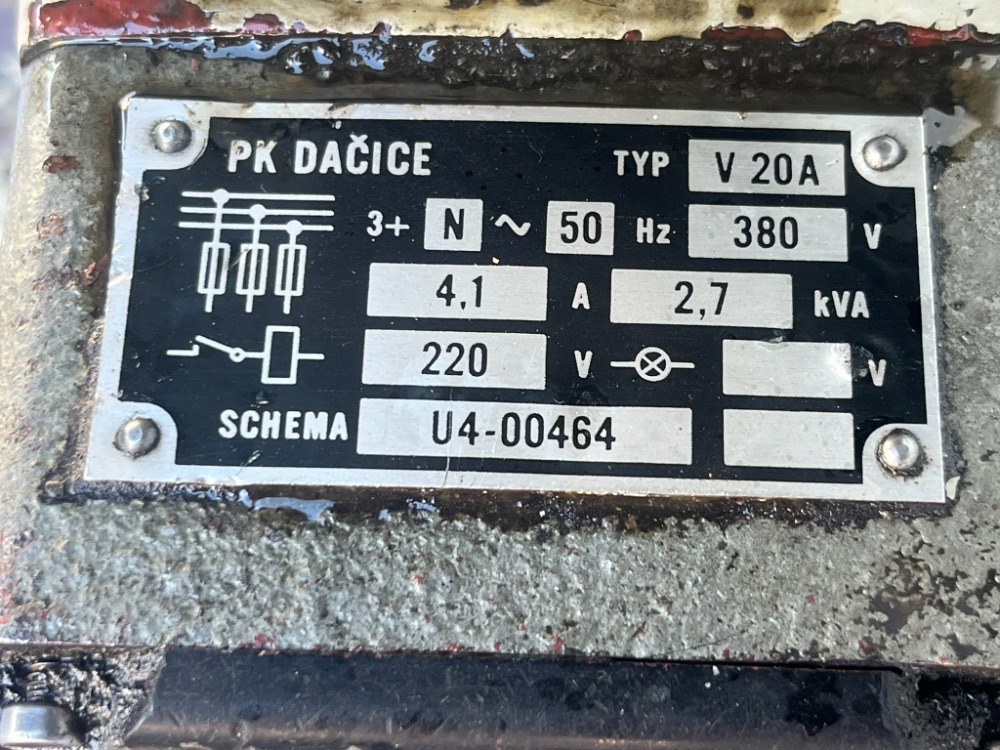 PK DAČICE TYP V 20A
3+ N ~ 50 Hz 380 V
4,1 A 2,7 kVA
220 V V
SCHEMA U4-00464